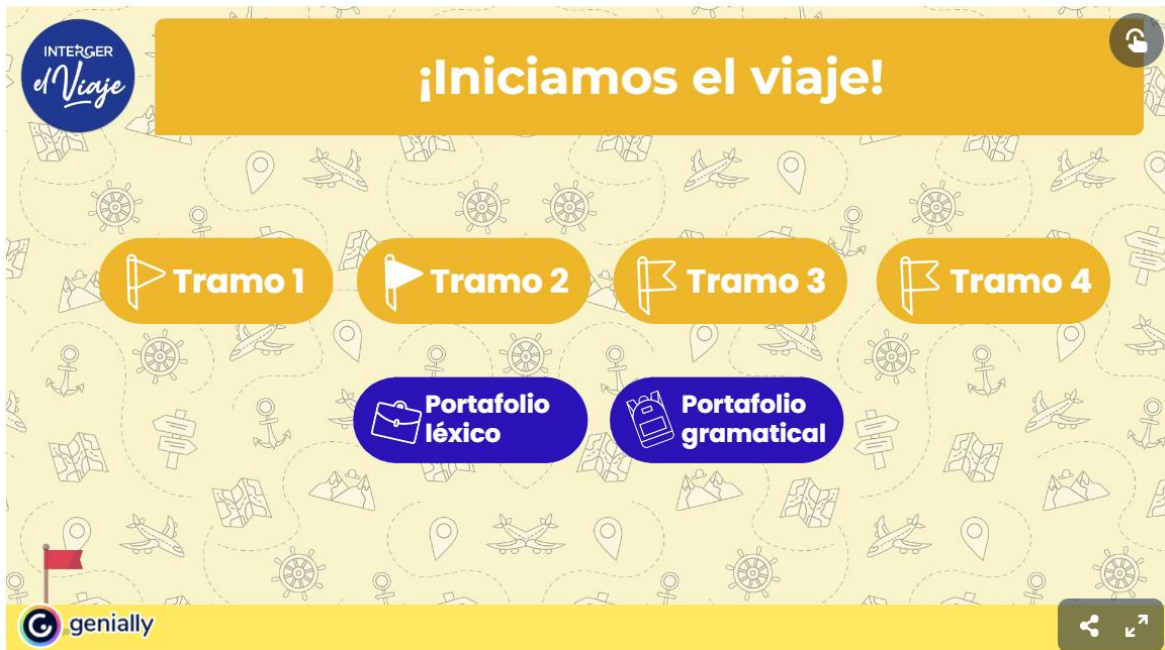 INTERGER
el Viaje
¡Iniciamos el viaje!
Tramo 1
Tramo 2
Tramo 3
Tramo 4
Portafolio
léxico
Portafolio
gramatical
G genially